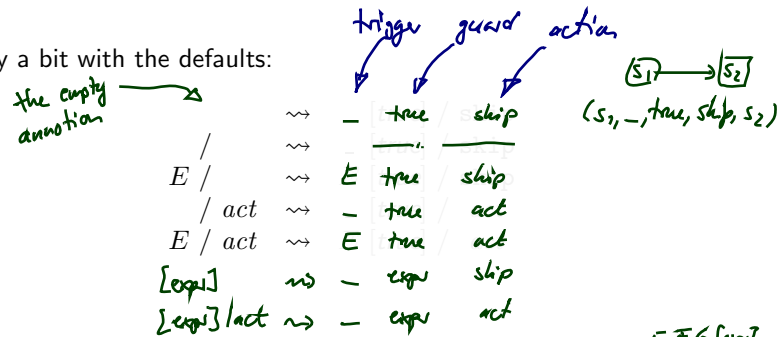 trigger guard action
y a bit with the defaults:
the empty annotion
⇝ _ true / skip
/ ⇝ _
E / ⇝ E true skip
/ act ⇝ _ true act
E / act ⇝ E true / act
[expr] ⇝ _ expr skip
[expr] / act ⇝ _ expr act
s1 → s2
(s1, _, true, skip, s2)